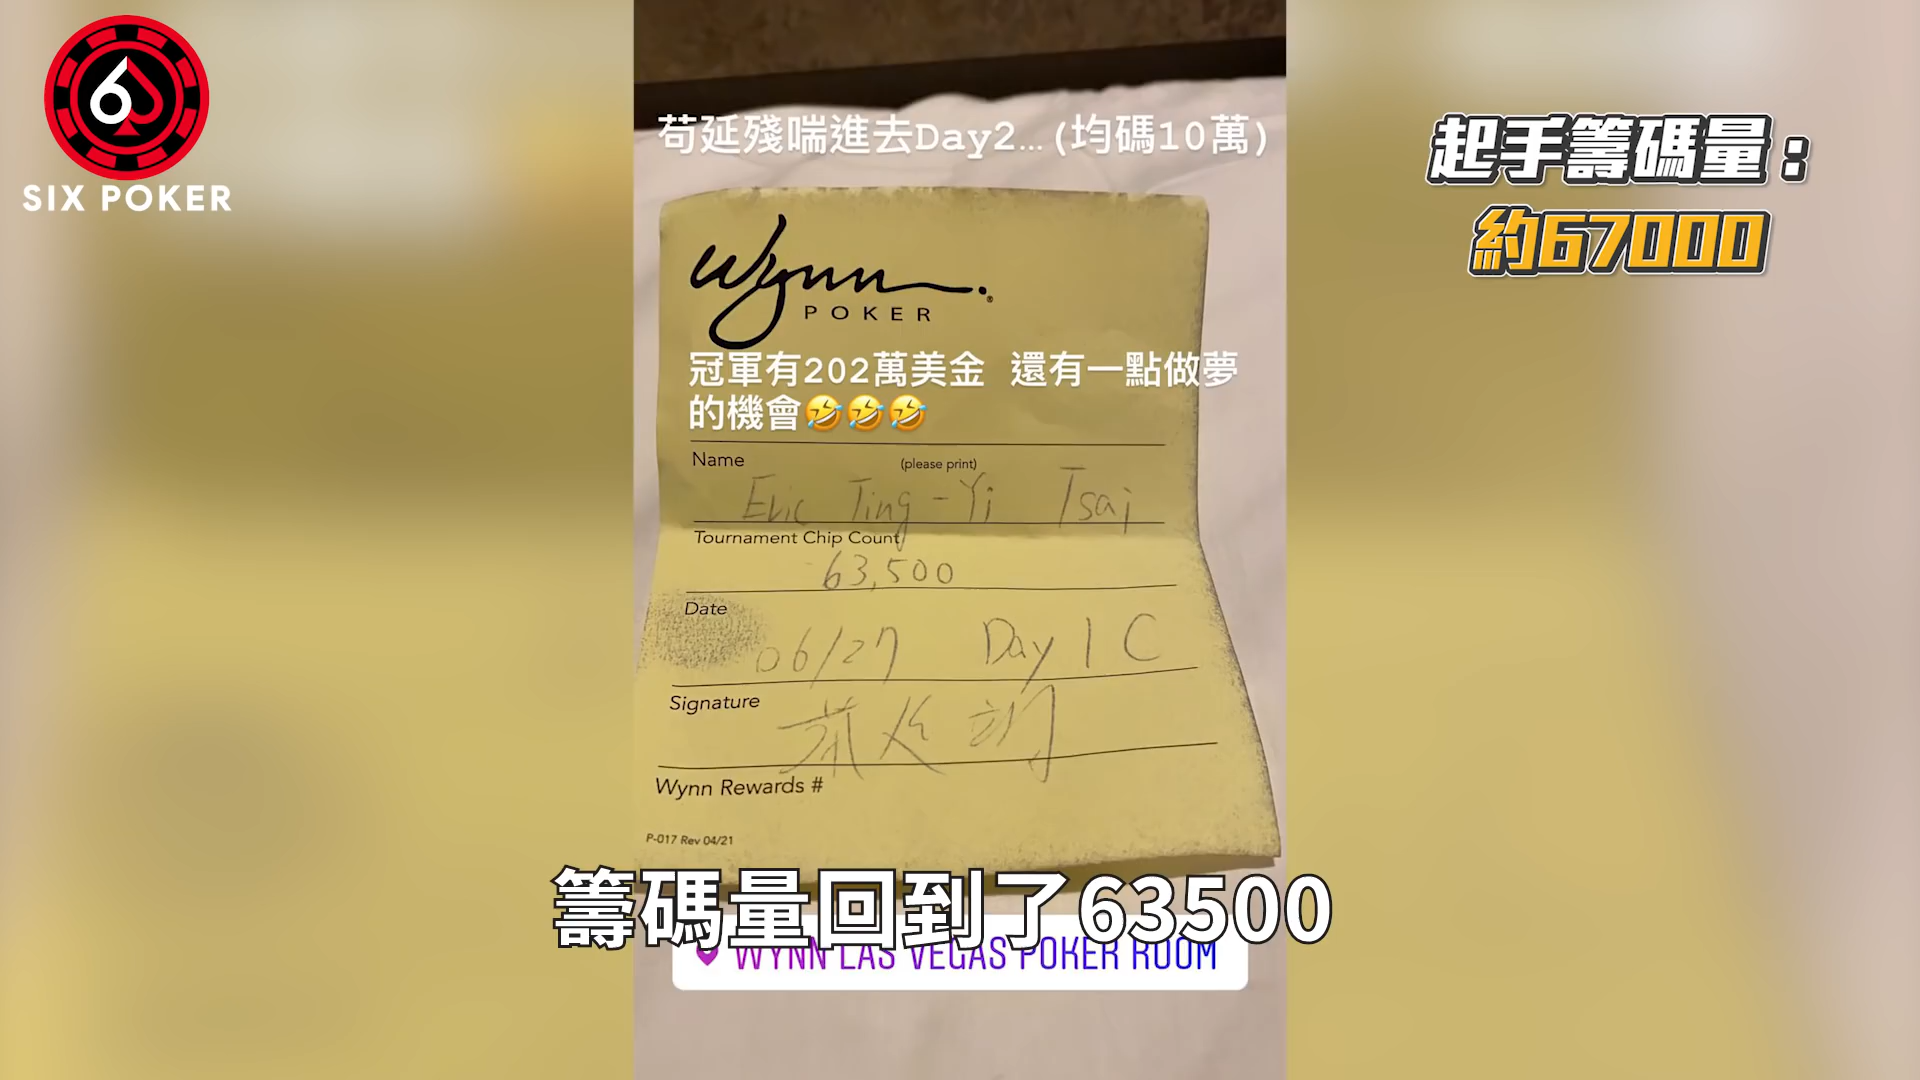 6
SIX POKER
苟延殘喘進去Day2...(均碼10萬)
起手籌碼量：
約67000
Wynn.
POKER
冠軍有202萬美金 還有一點做夢
的機會🤣🤣🤣
Name (please print)
Eric Ting-Yi Tsai
Tournament Chip Count
63,500
Date
06/27 Day 1 C
Signature
Wynn Rewards #
P-017 Rev 04/21
籌碼量回到了63500
WYNN LAS VEGAS POKER ROOM